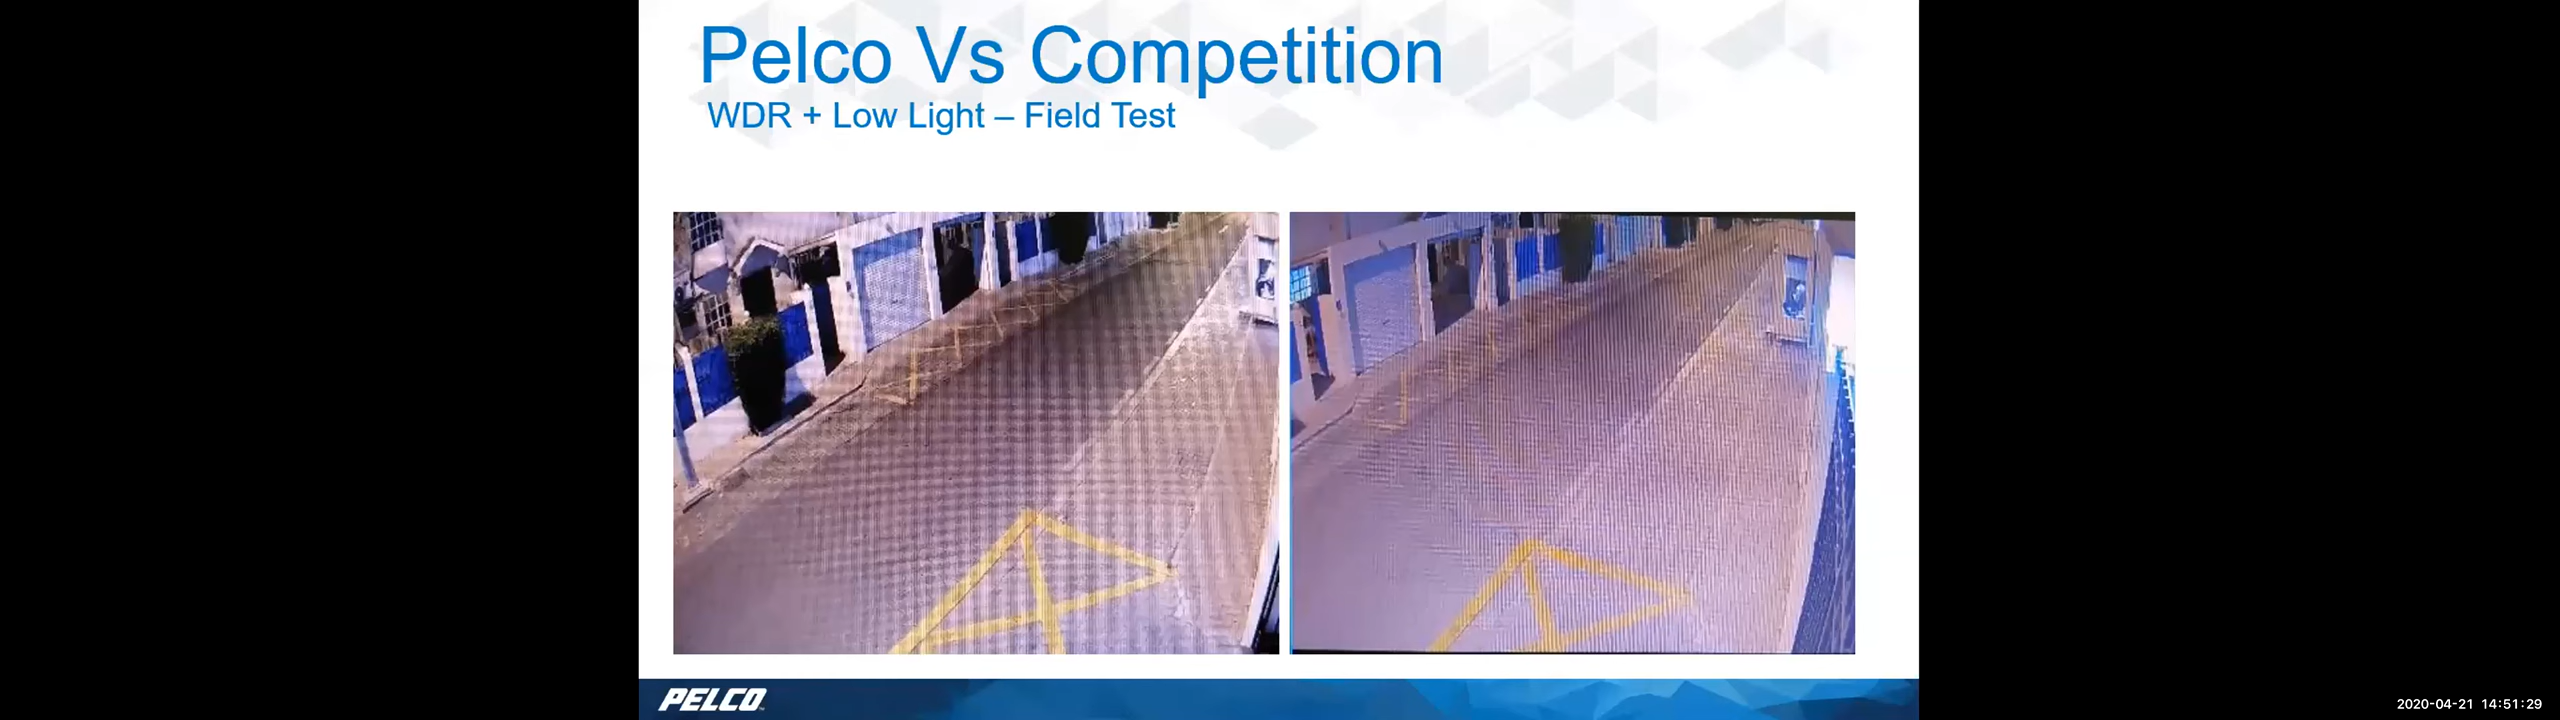 Pelco Vs Competition
WDR + Low Light – Field Test
PELCO
2020-04-21 14:51:29